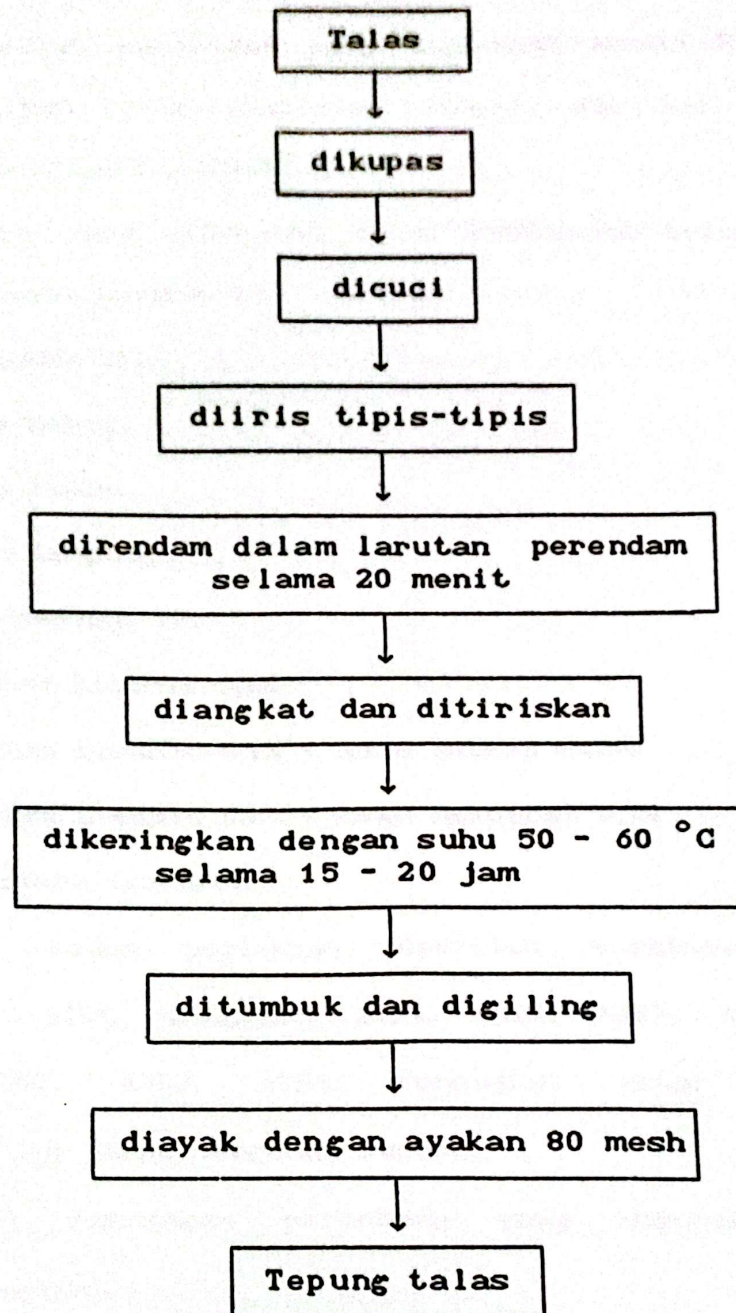 Talas
dikupas
dicuci
diiris tipis-tipis
direndam dalam larutan perendam
selama 20 menit
diangkat dan ditiriskan
dikeringkan dengan suhu 50 - 60 °C
selama 15 - 20 jam
ditumbuk dan digiling
diayak dengan ayakan 80 mesh
Tepung talas